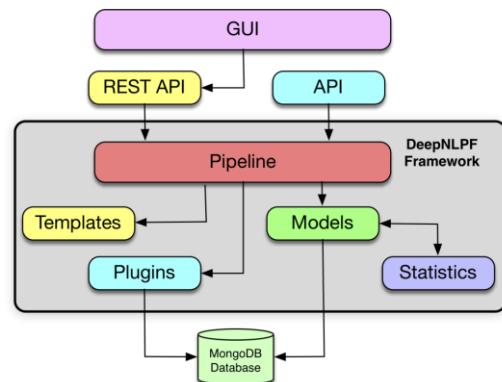 GUI
REST API
API
DeepNLPF
Framework
Pipeline
Templates
Models
Plugins
Statistics
MongoDB
Database